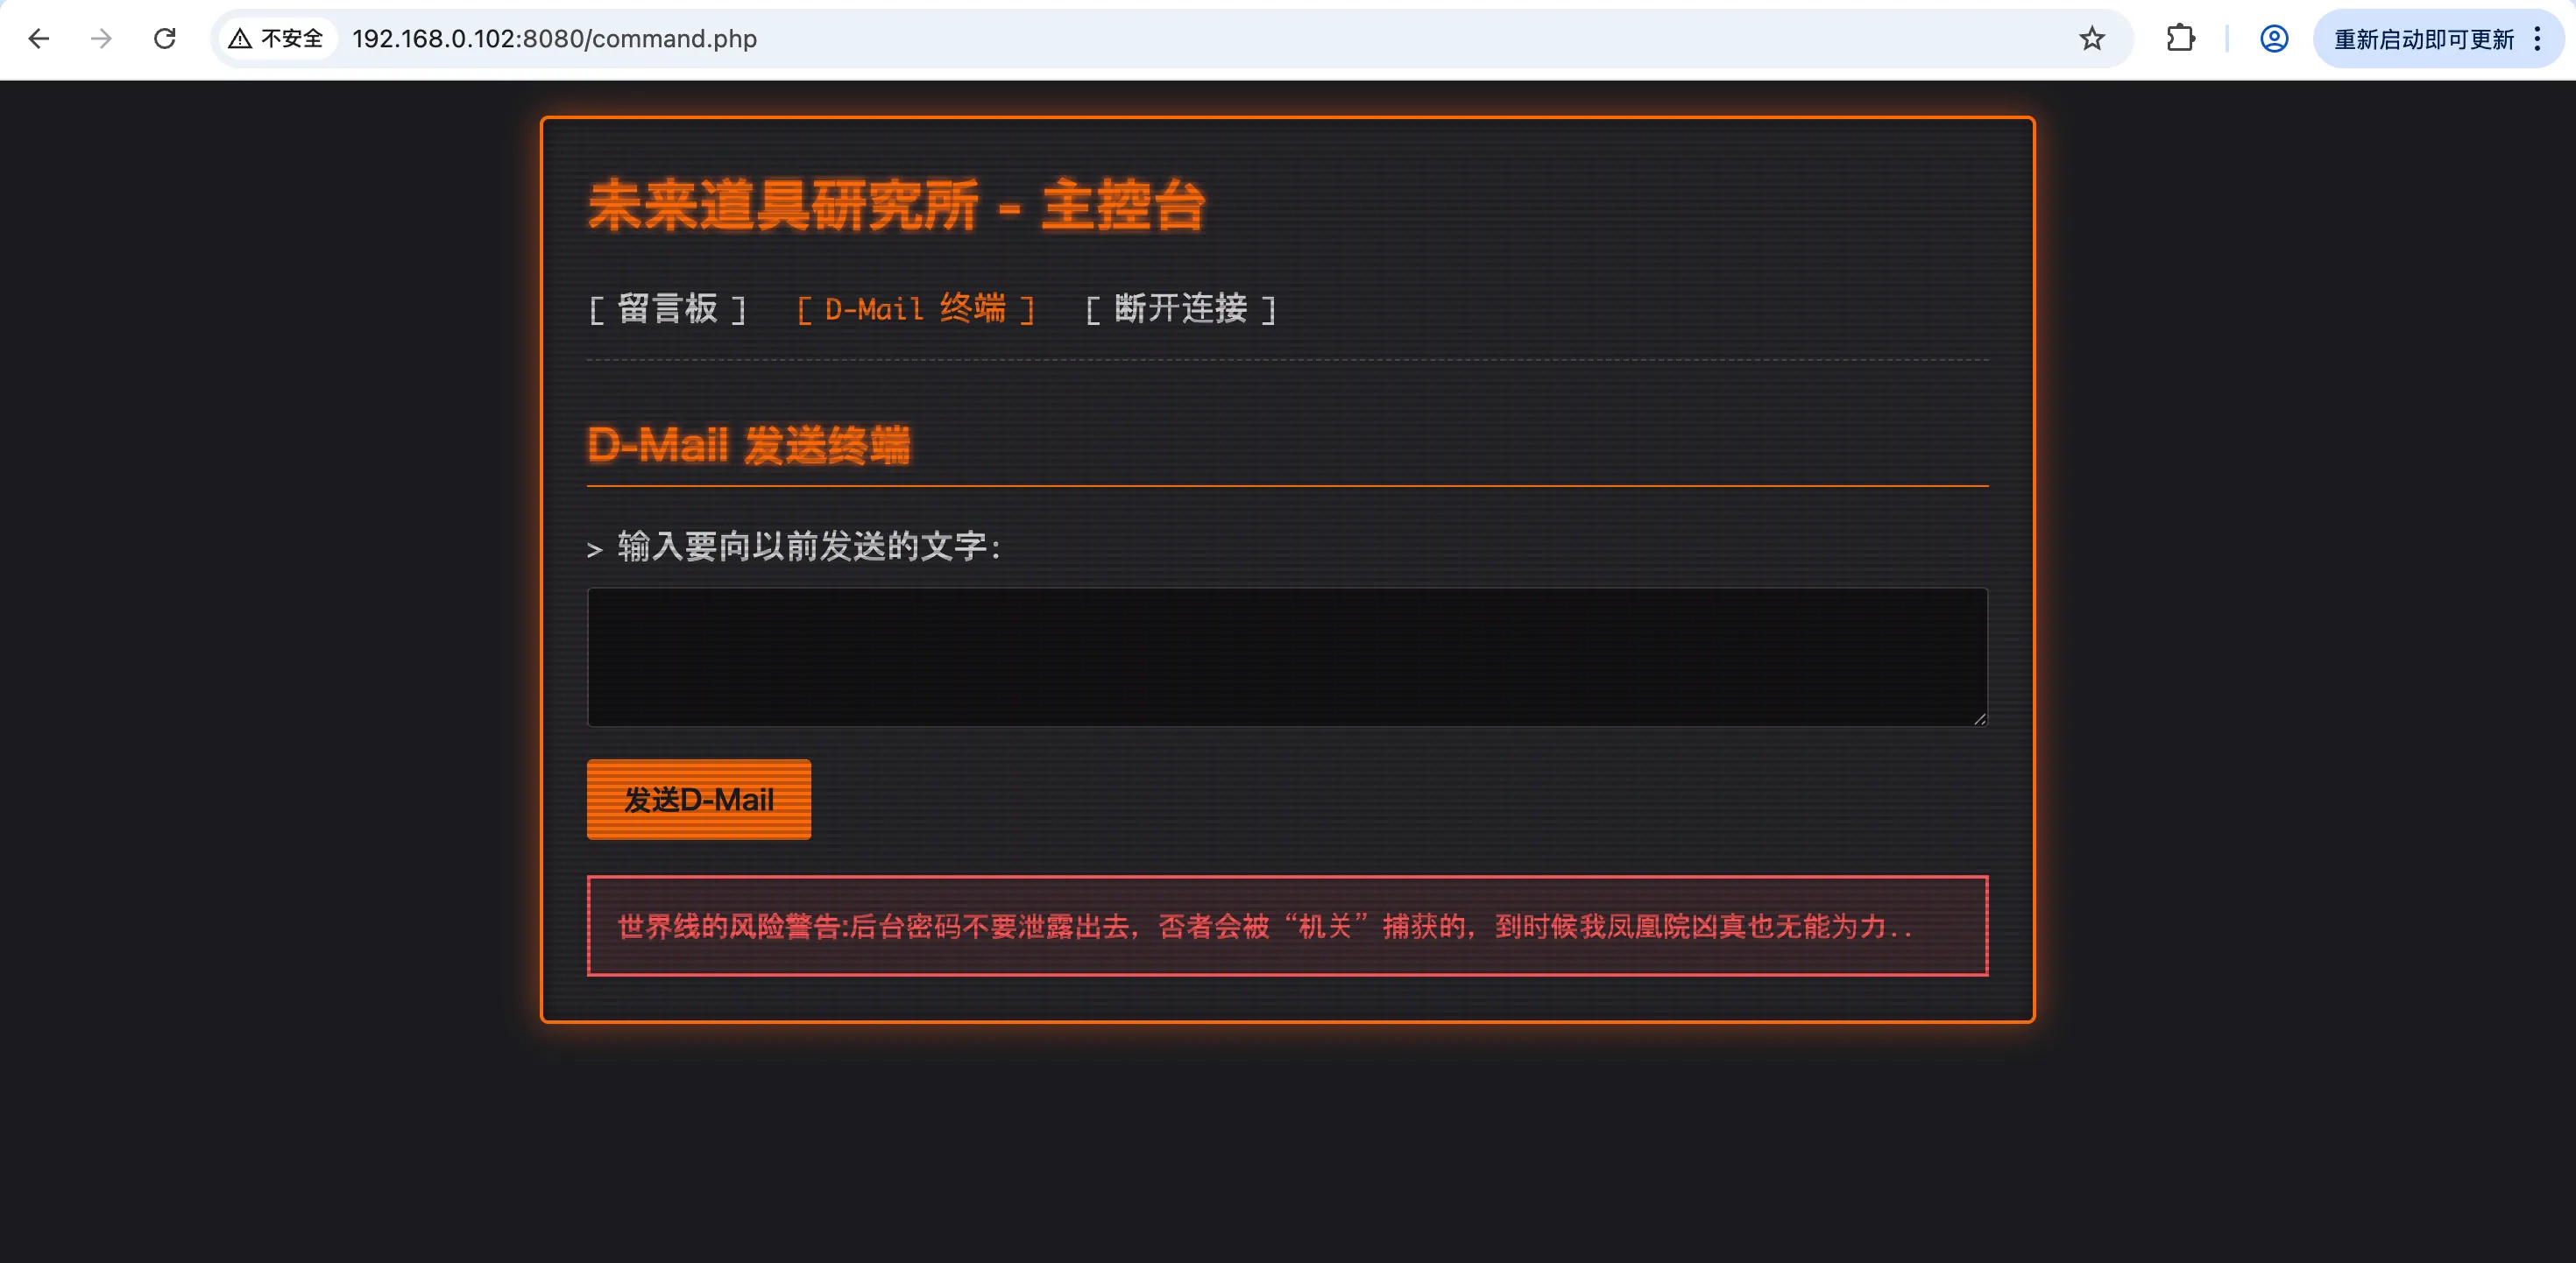 不安全 192.168.0.102:8080/command.php 重新启动即可更新
未来道具研究所 - 主控台
[ 留言板 ] [ D-Mail 终端 ] [ 断开连接 ]
D-Mail 发送终端
> 输入要向以前发送的文字:
发送D-Mail
世界线的风险警告:后台密码不要泄露出去，否者会被“机关”捕获的，到时候我凤凰院凶真也无能为力..